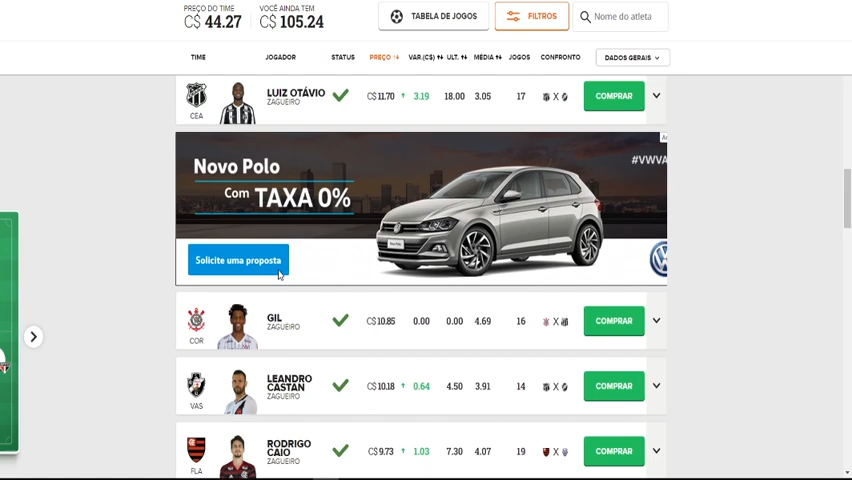 PREÇO DO TIME VOCÊ AINDA TEM
C$ 44.27 C$ 105.24
TABELA DE JOGOS
FILTROS
Nome do atleta
TIME JOGADOR STATUS PREÇO VAR.(C$) ULT. MÉDIA JOGOS CONFRONTO DADOS GERAIS
LUIZ OTÁVIO
ZAGUEIRO
CEA
C$ 11.70 3.19 18.00 3.05 17 X COMPRAR
Novo Polo
Com TAXA 0%
#VWVA
Solicite uma proposta
Novo Polo
GIL
ZAGUEIRO
COR
C$ 10.85 0.00 0.00 4.69 16 X COMPRAR
LEANDRO
CASTAN
ZAGUEIRO
VAS
C$ 10.18 0.64 4.50 3.91 14 X COMPRAR
RODRIGO
CAIO
ZAGUEIRO
FLA
C$ 9.73 1.03 7.30 4.07 19 X COMPRAR